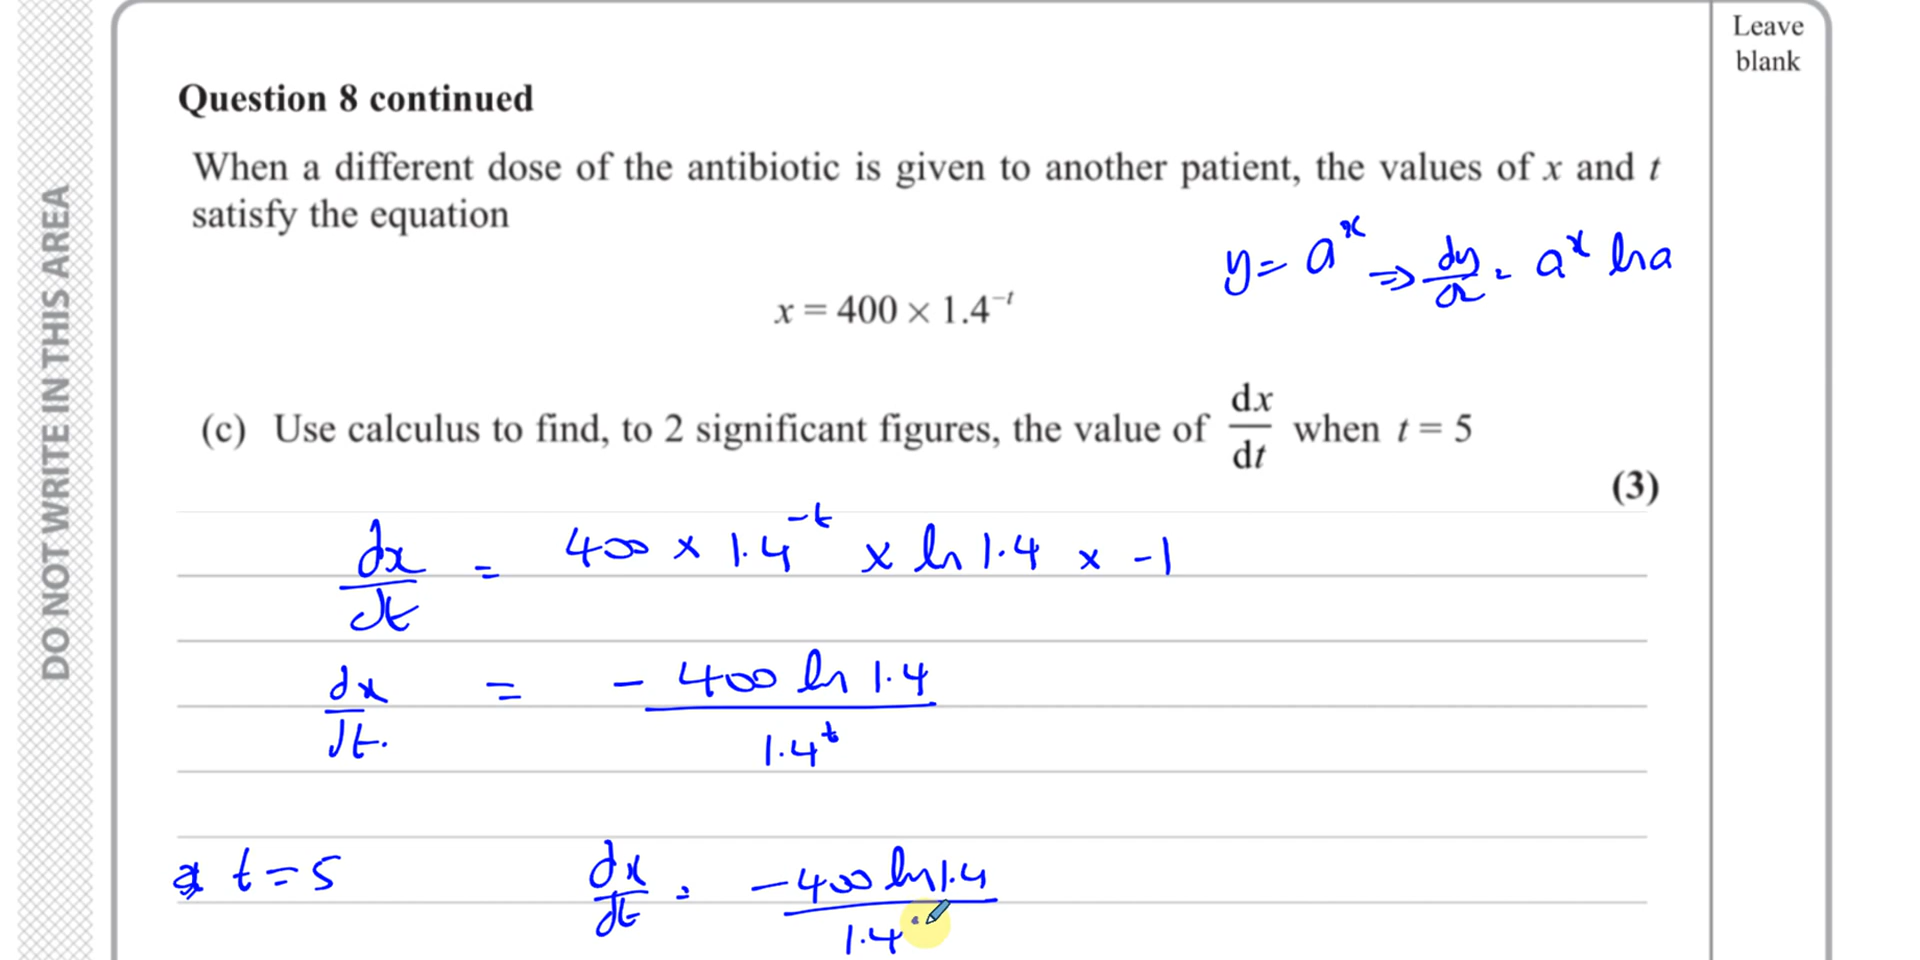 Leave
blank
DO NOT WRITE IN THIS AREA
Question 8 continued
When a different dose of the antibiotic is given to another patient, the values of x and t
satisfy the equation
y = a^x ⇒ dy/dx = a^x ln a
x = 400 × 1.4^−t
(c) Use calculus to find, to 2 significant figures, the value of dx/dt when t = 5
(3)
dx/dt = 400 × 1.4^-t × ln 1.4 × -1
dx/dt. = - 400 ln 1.4 / 1.4^t
t = 5 dx/dt = -400 ln 1.4 / 1.4